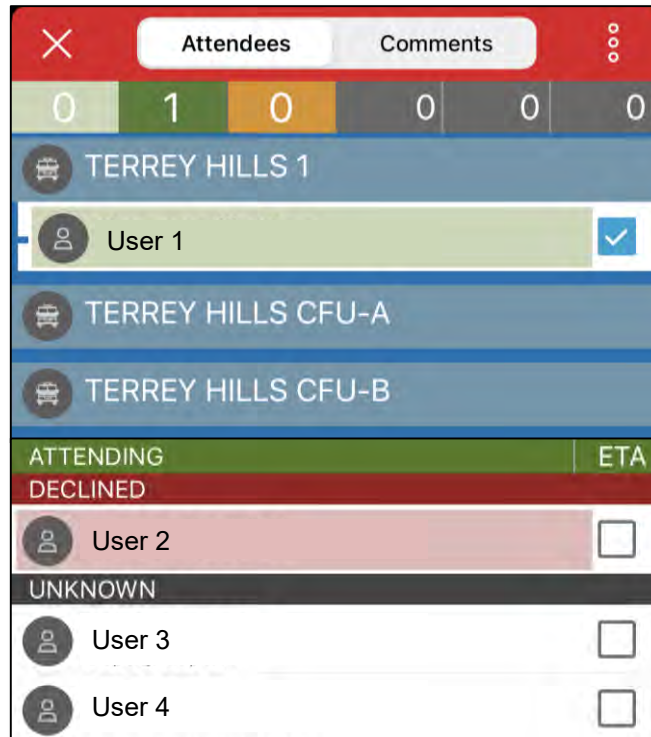 Attendees Comments
0 1 0 0 0 0
TERREY HILLS 1
User 1
TERREY HILLS CFU-A
TERREY HILLS CFU-B
ATTENDING ETA
DECLINED
User 2
UNKNOWN
User 3
User 4